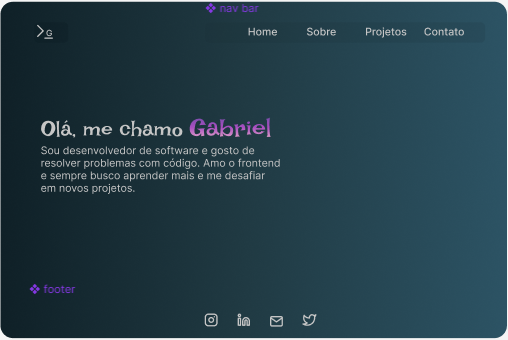 nav bar
>_G
Home Sobre Projetos Contato
Olá, me chamo Gabriel
Sou desenvolvedor de software e gosto de
resolver problemas com código. Amo o frontend
e sempre busco aprender mais e me desafiar
em novos projetos.
footer